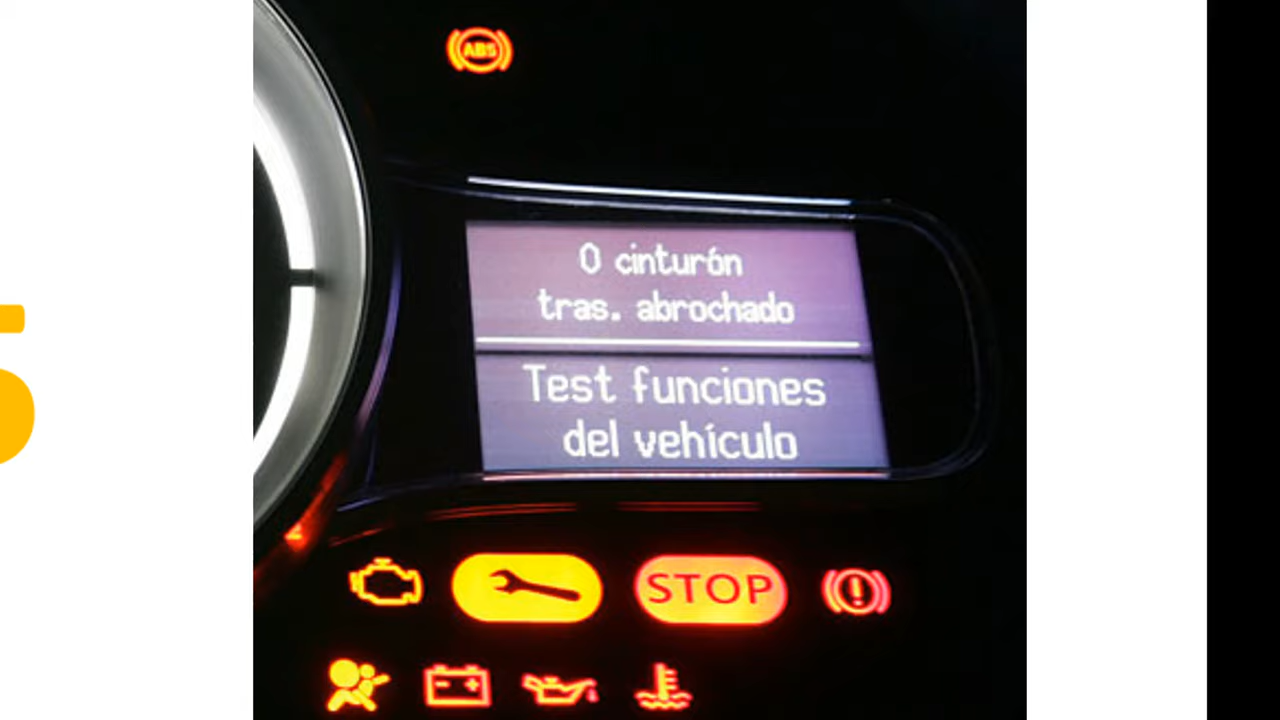 ABS
0 cinturón
tras. abrochado
Test funciones
del vehículo
STOP